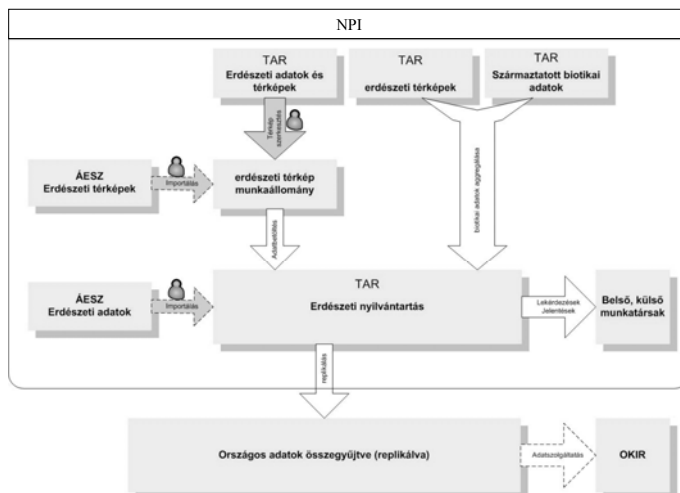 NPI
TAR
Erdészeti adatok és
térképek
TAR
erdészeti térképek
TAR
Származtatott biotikai
adatok
Térkép
szerkesztés
biotikai adatok aggregálása
ÁESZ
Erdészeti térképek
Importálás
erdészeti térkép
munkaállomány
Adatbetöltés
ÁESZ
Erdészeti adatok
Importálás
TAR
Erdészeti nyilvántartás
Lekérdezések
Jelentések
Belső, külső
munkatársak
replikálás
Országos adatok összegyűjtve (replikálva)
Adatszolgáltatás
OKIR